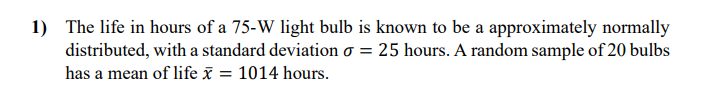 1) The life in hours of a 75-W light bulb is known to be a approximately normally
distributed, with a standard deviation σ = 25 hours. A random sample of 20 bulbs
has a mean of life x̄ = 1014 hours.